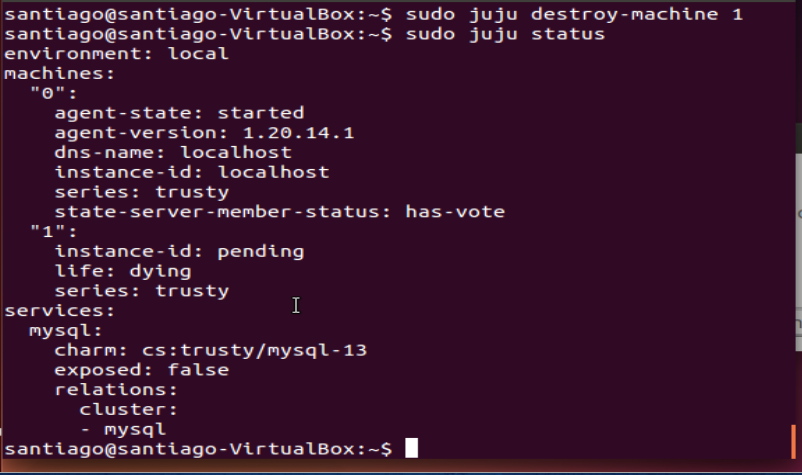 santiago@santiago-VirtualBox:~$ sudo juju destroy-machine 1
santiago@santiago-VirtualBox:~$ sudo juju status
environment: local
machines:
  "0":
    agent-state: started
    agent-version: 1.20.14.1
    dns-name: localhost
    instance-id: localhost
    series: trusty
    state-server-member-status: has-vote
  "1":
    instance-id: pending
    life: dying
    series: trusty
services:
  mysql:
    charm: cs:trusty/mysql-13
    exposed: false
    relations:
      cluster:
      - mysql
santiago@santiago-VirtualBox:~$